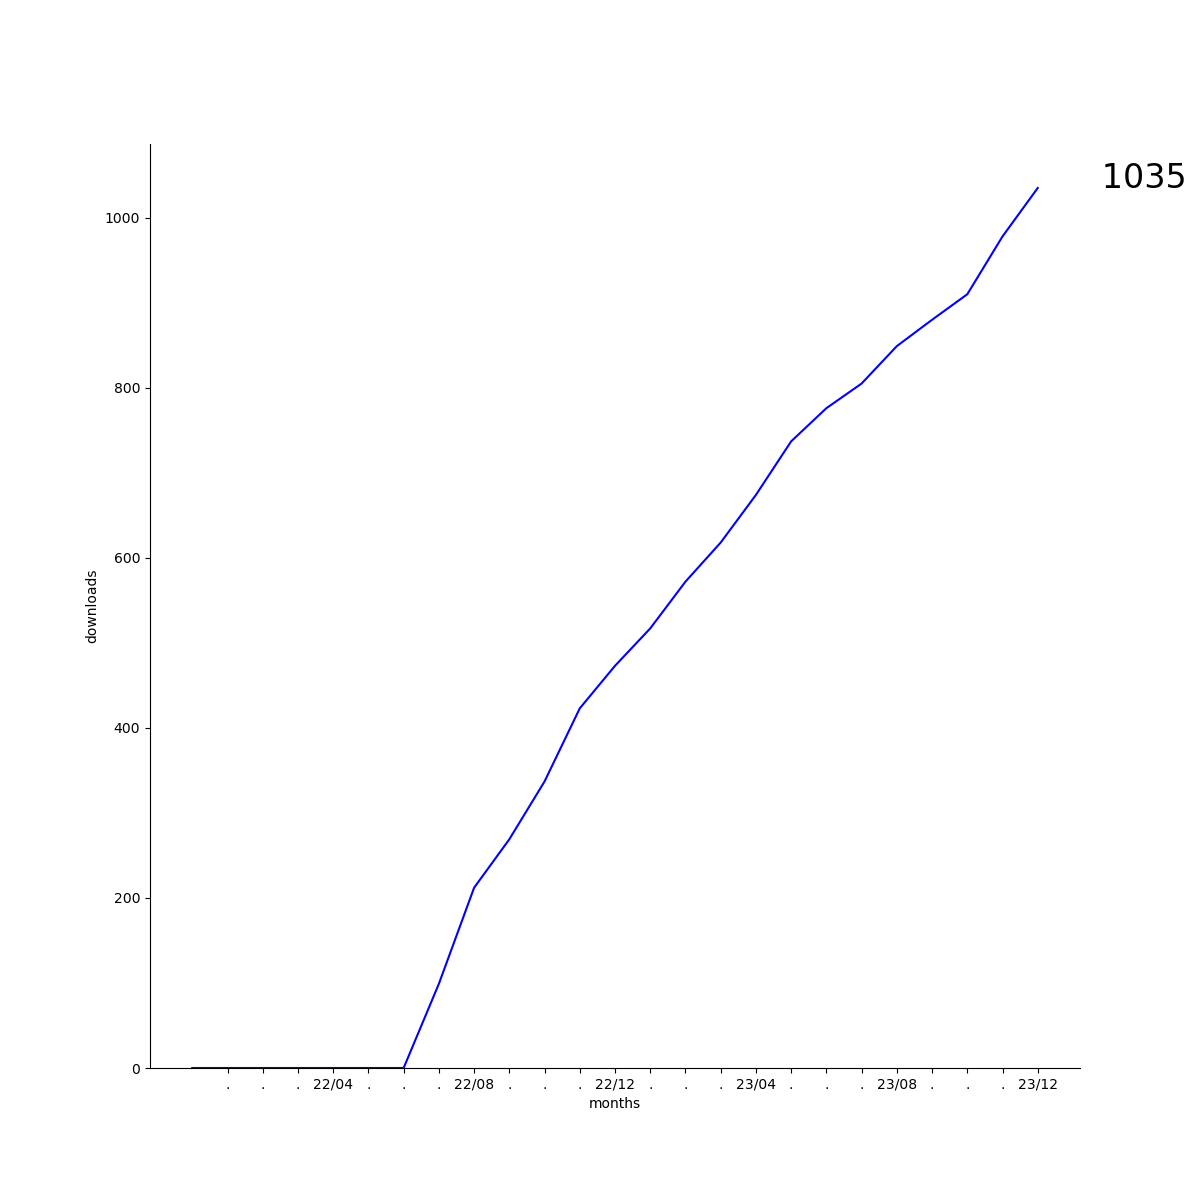 1035
1000
800
600
400
200
0
downloads
. . . 22/04 . . . 22/08 . . . 22/12 . . . 23/04 . . . 23/08 . . . 23/12
months